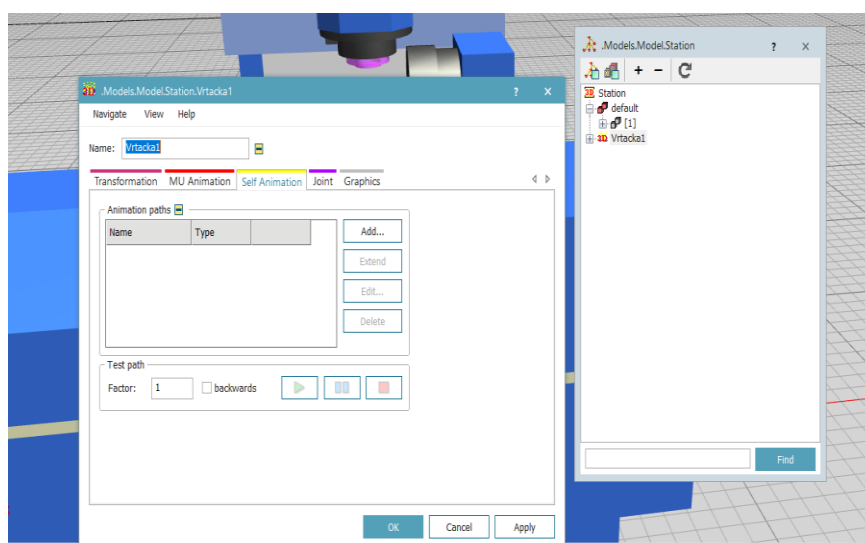 .Models.Model.Station.Vrtacka1
? x
Navigate View Help
Name: Vrtacka1
Transformation MU Animation Self Animation Joint Graphics
Animation paths
Name Type
Add...
Extend
Edit...
Delete
Test path
Factor: 1 backwards
OK Cancel Apply
.Models.Model.Station
? x
3D Station
default
[1]
3D Vrtacka1
Find